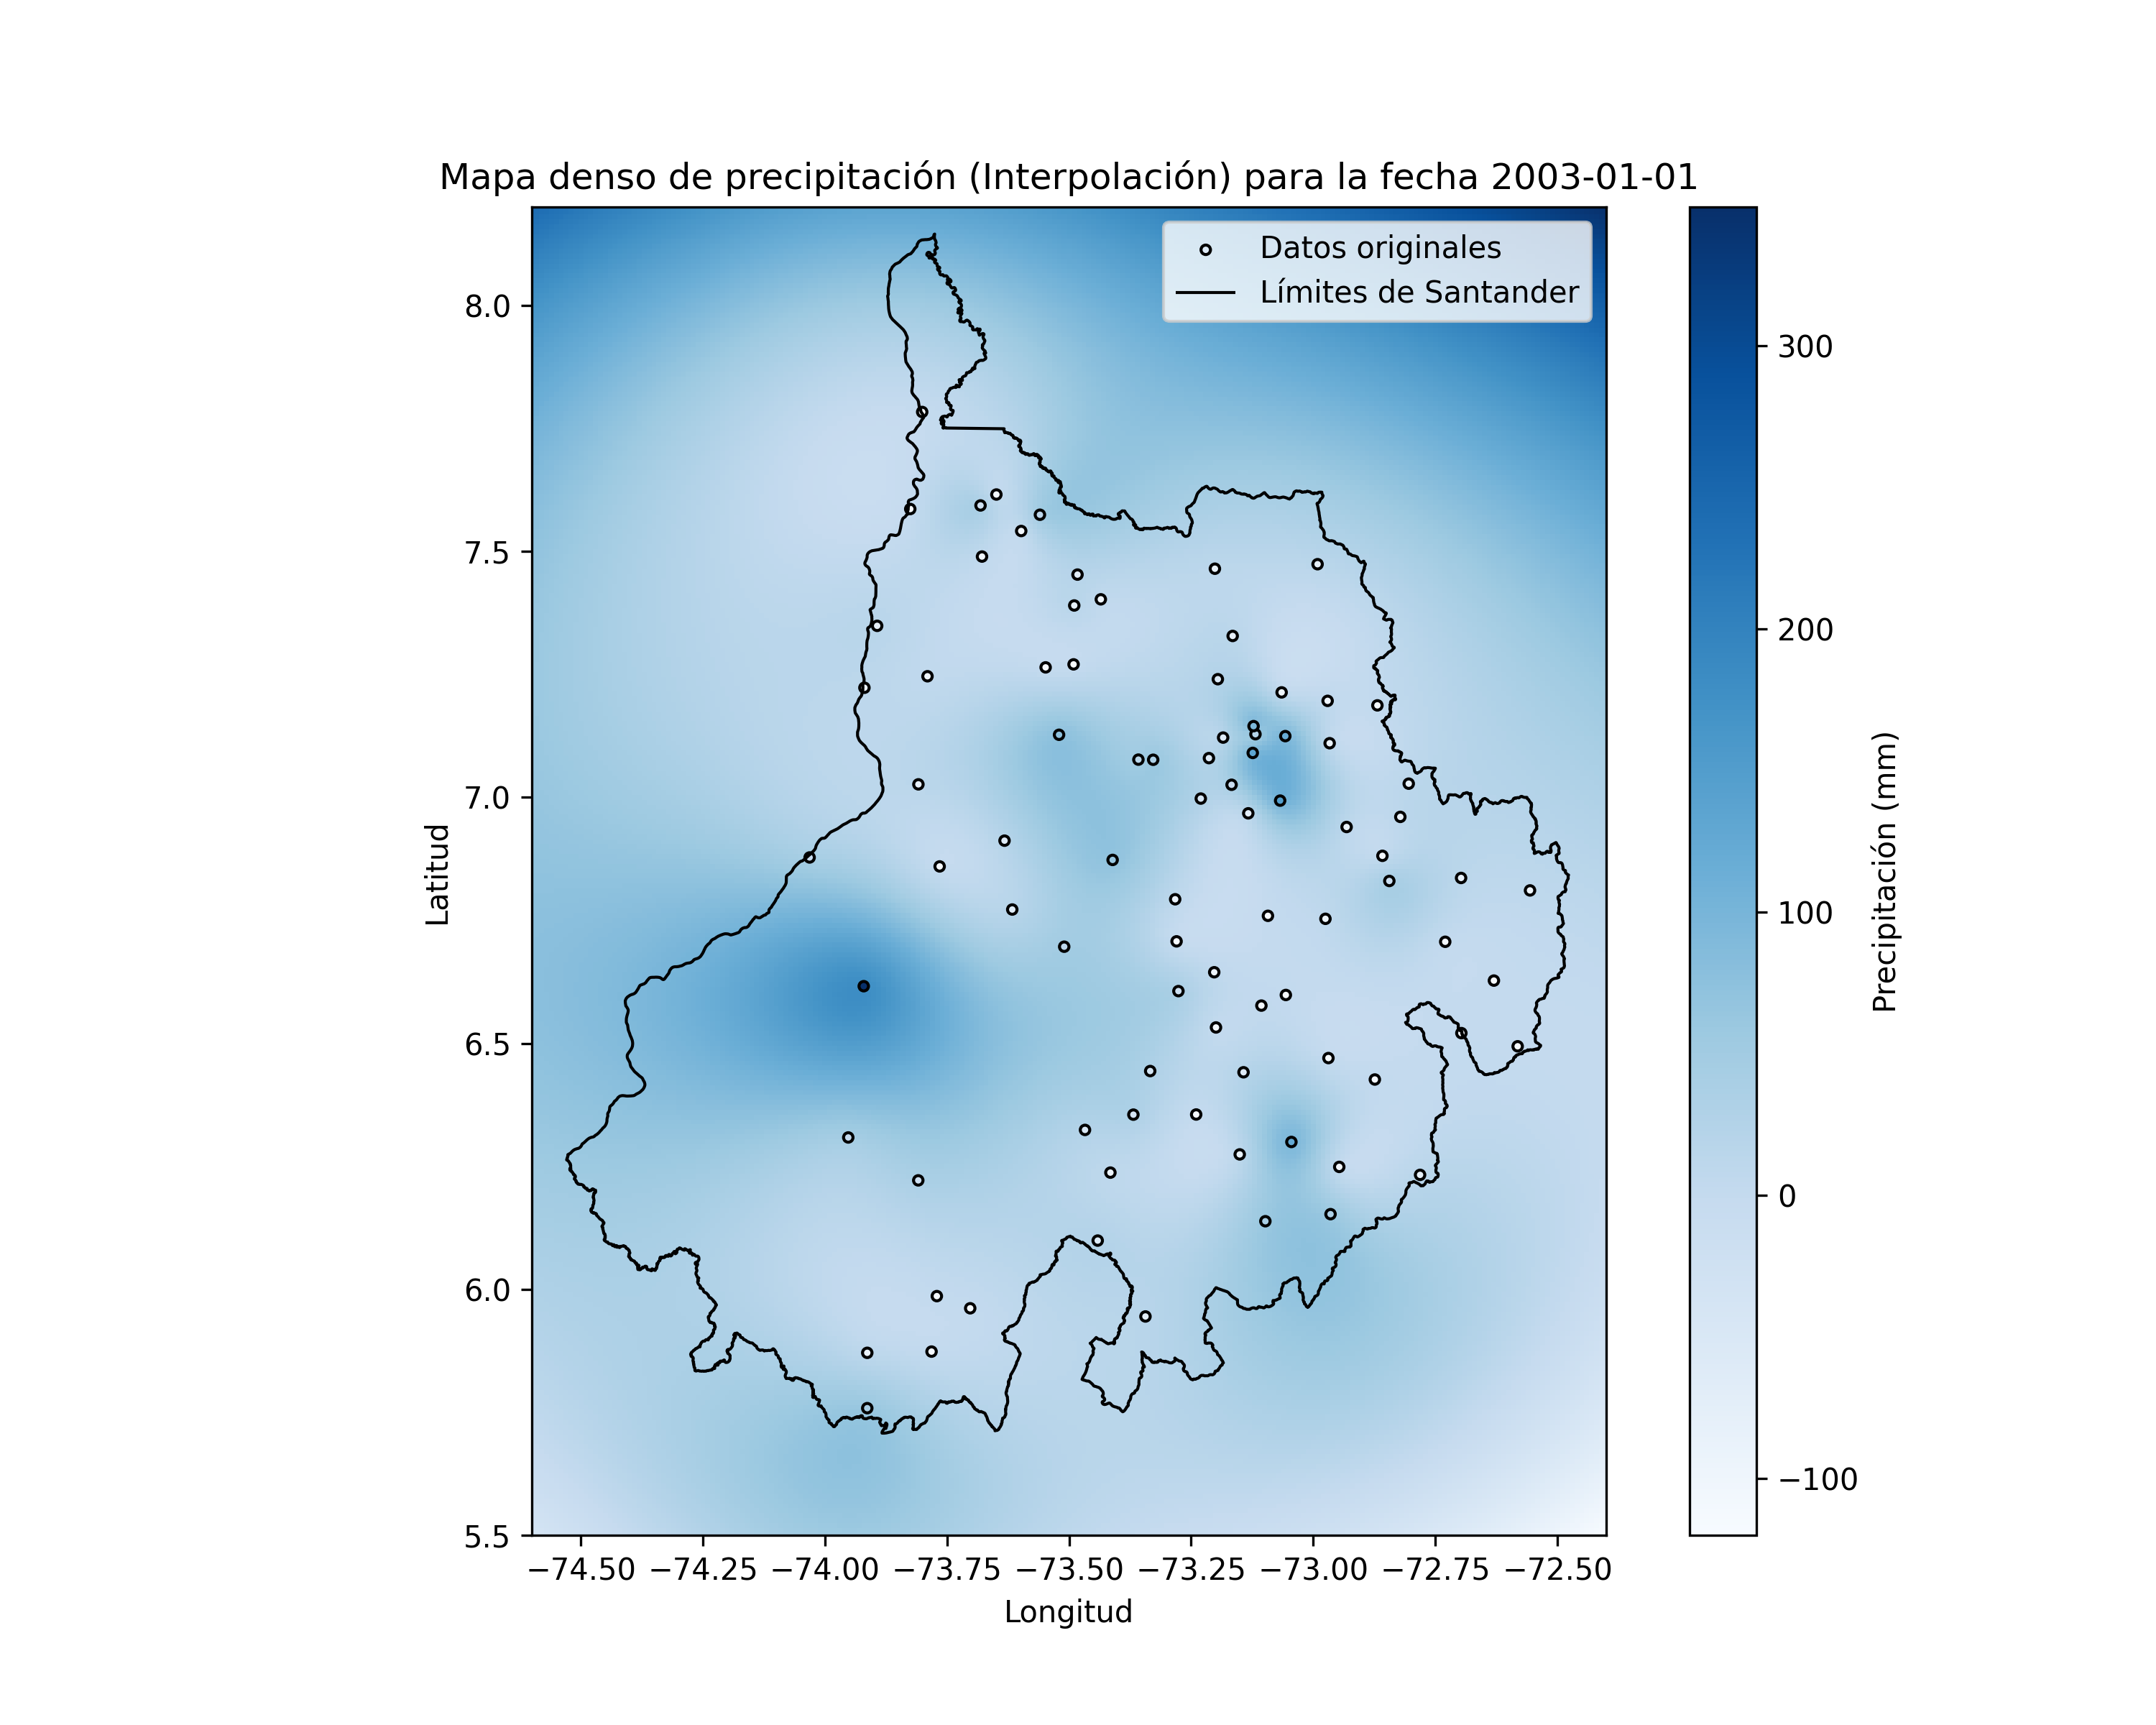 Mapa denso de precipitación (Interpolación) para la fecha 2003-01-01
Datos originales
Límites de Santander
8.0
7.5
7.0
6.5
6.0
5.5
Latitud
−74.50 −74.25 −74.00 −73.75 −73.50 −73.25 −73.00 −72.75 −72.50
Longitud
300
200
100
0
−100
Precipitación (mm)